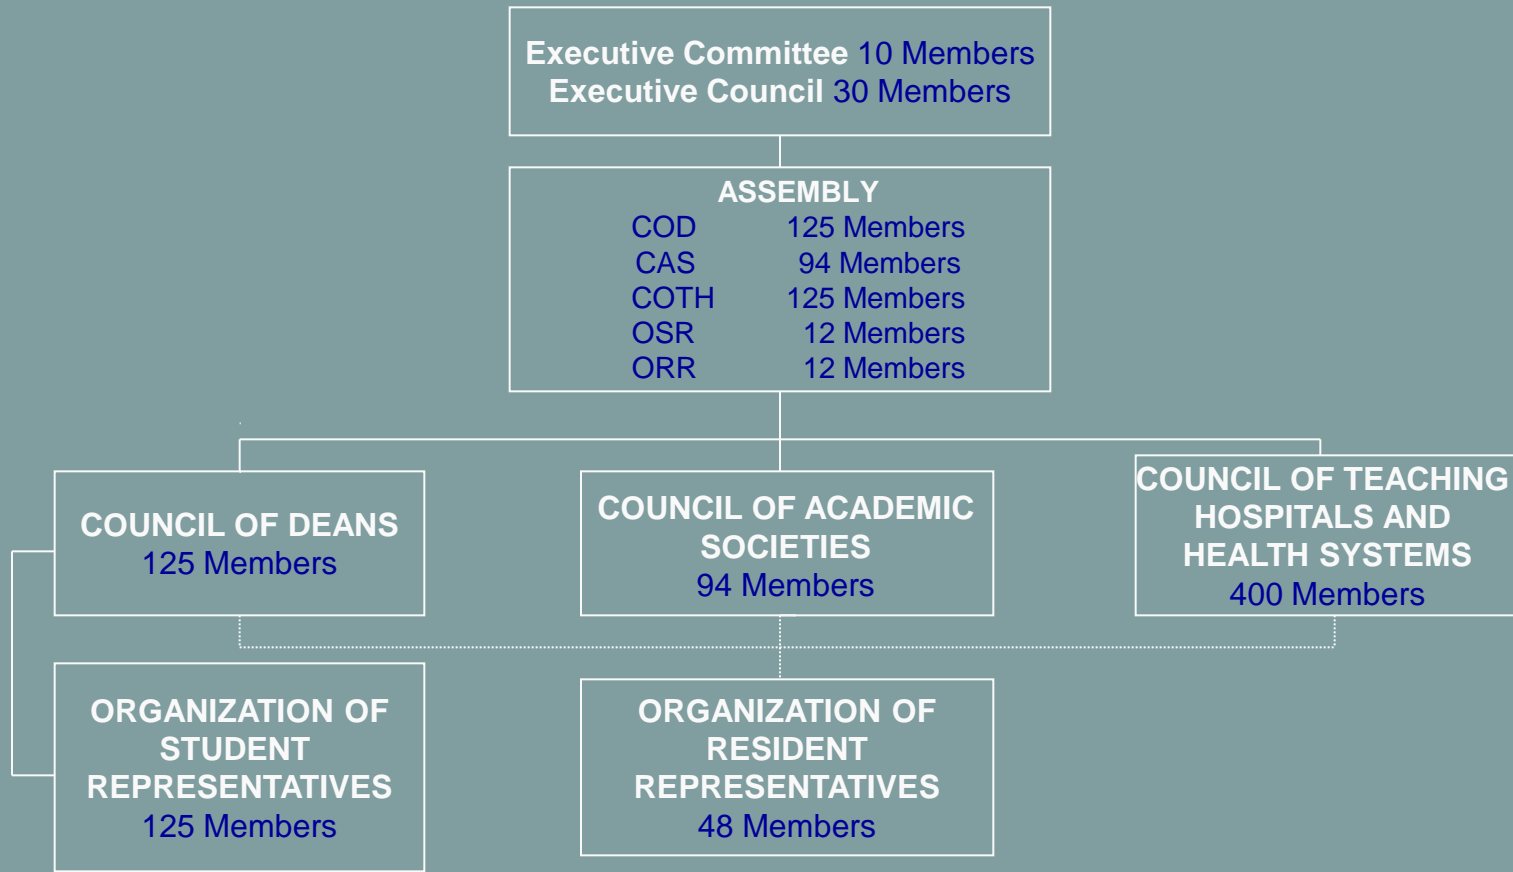 Executive Committee 10 Members
Executive Council 30 Members
ASSEMBLY
COD 125 Members
CAS 94 Members
COTH 125 Members
OSR 12 Members
ORR 12 Members
COUNCIL OF DEANS
125 Members
COUNCIL OF ACADEMIC
SOCIETIES
94 Members
COUNCIL OF TEACHING
HOSPITALS AND
HEALTH SYSTEMS
400 Members
ORGANIZATION OF
STUDENT
REPRESENTATIVES
125 Members
ORGANIZATION OF
RESIDENT
REPRESENTATIVES
48 Members